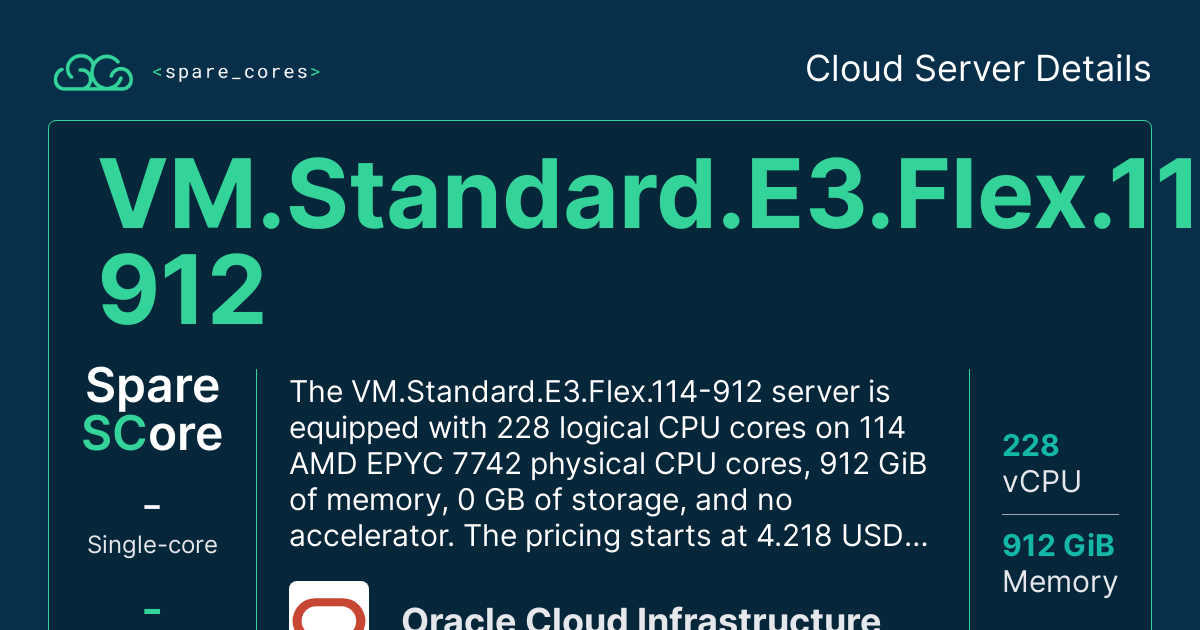 <spare_cores>
Cloud Server Details
VM.Standard.E3.Flex.11
912
Spare
SCore
-
Single-core
-
The VM.Standard.E3.Flex.114-912 server is
equipped with 228 logical CPU cores on 114
AMD EPYC 7742 physical CPU cores, 912 GiB
of memory, 0 GB of storage, and no
accelerator. The pricing starts at 4.218 USD...
Oracle Cloud Infrastructure
228
vCPU
912 GiB
Memory